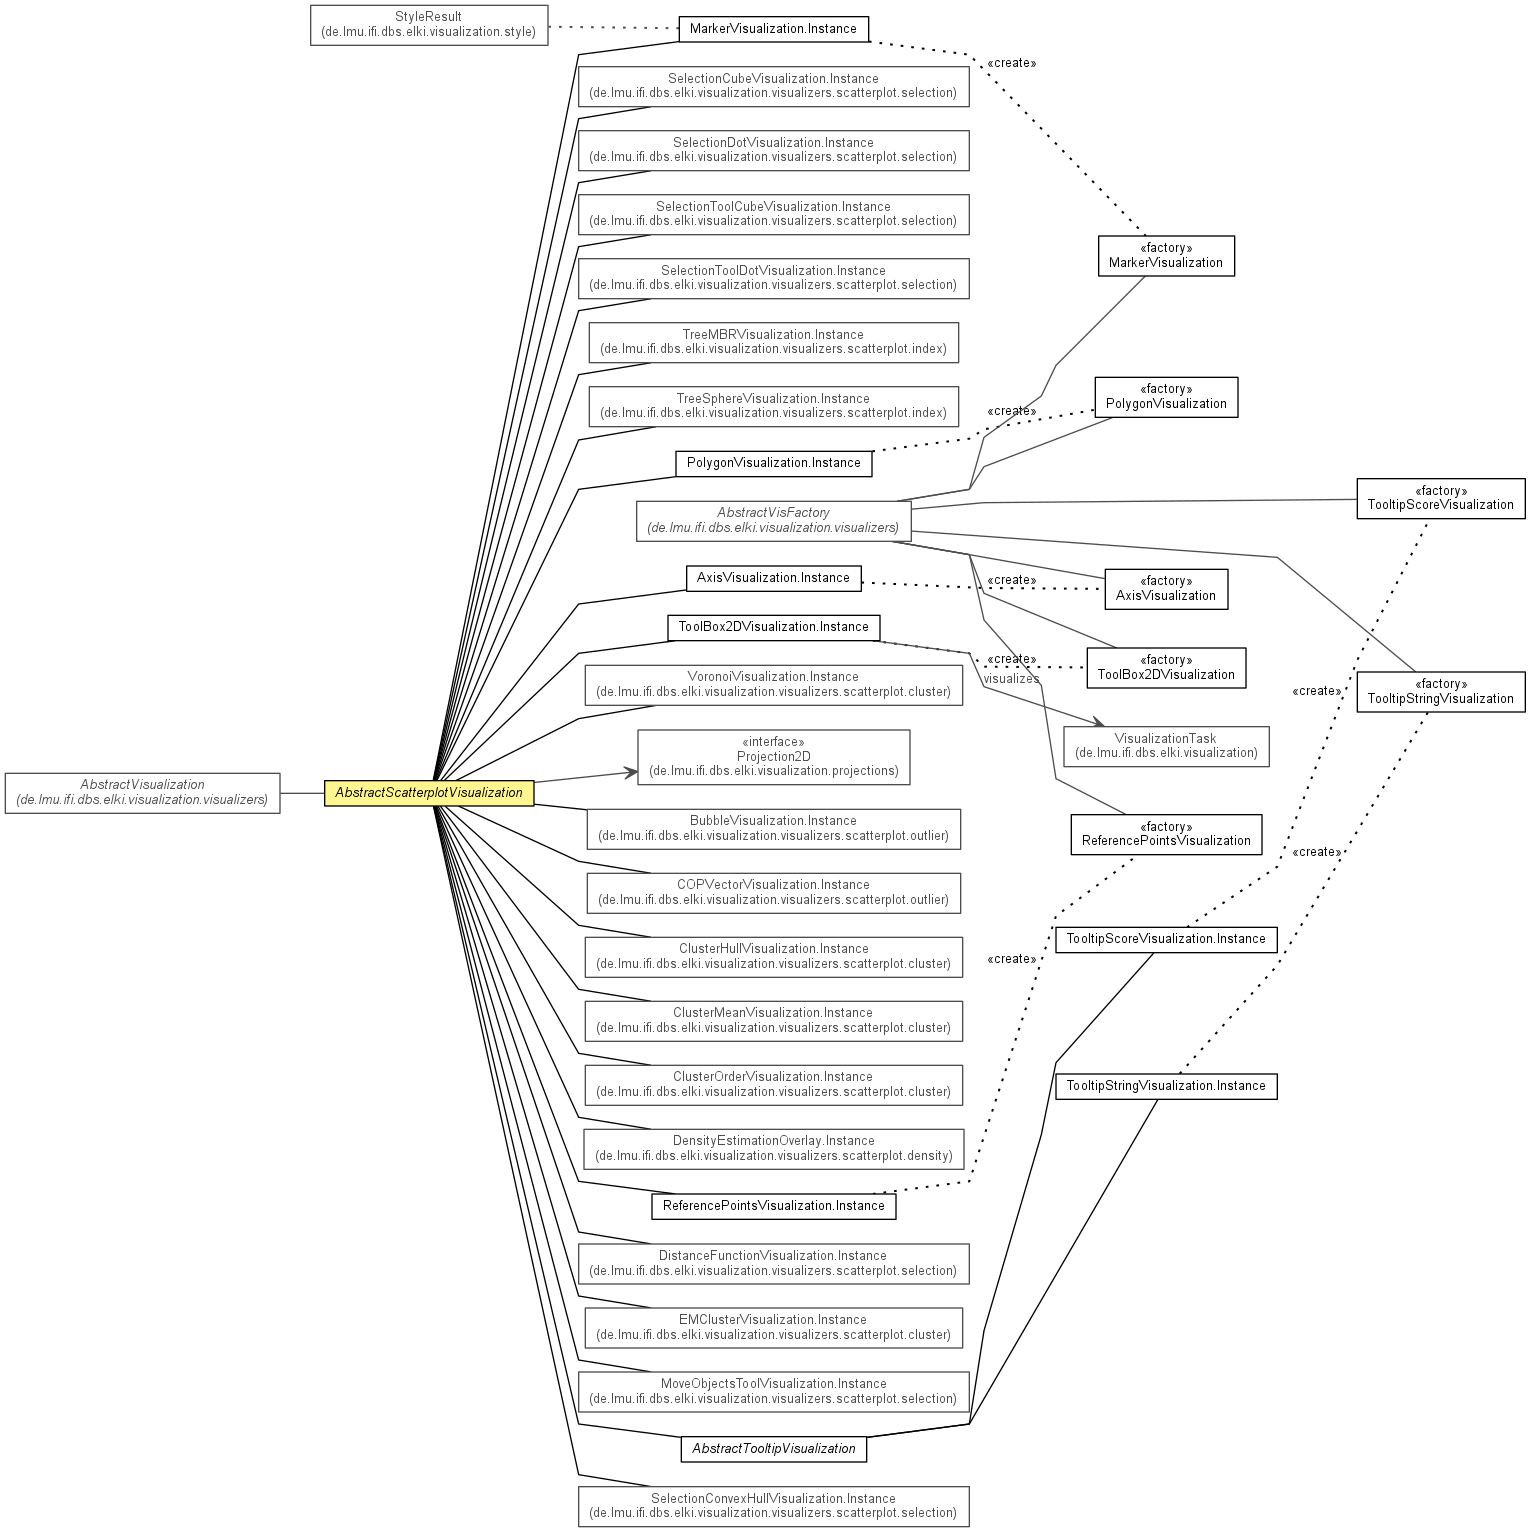 StyleResult
(de.lmu.ifi.dbs.elki.visualization.style)
MarkerVisualization.Instance
«create»
SelectionCubeVisualization.Instance
(de.lmu.ifi.dbs.elki.visualization.visualizers.scatterplot.selection)
SelectionDotVisualization.Instance
(de.lmu.ifi.dbs.elki.visualization.visualizers.scatterplot.selection)
SelectionToolCubeVisualization.Instance
(de.lmu.ifi.dbs.elki.visualization.visualizers.scatterplot.selection)
«factory»
MarkerVisualization
SelectionToolDotVisualization.Instance
(de.lmu.ifi.dbs.elki.visualization.visualizers.scatterplot.selection)
TreeMBRVisualization.Instance
(de.lmu.ifi.dbs.elki.visualization.visualizers.scatterplot.index)
TreeSphereVisualization.Instance
(de.lmu.ifi.dbs.elki.visualization.visualizers.scatterplot.index)
«create»
«factory»
PolygonVisualization
PolygonVisualization.Instance
AbstractVisFactory
(de.lmu.ifi.dbs.elki.visualization.visualizers)
«factory»
TooltipScoreVisualization
AxisVisualization.Instance
«create»
«factory»
AxisVisualization
ToolBox2DVisualization.Instance
«create»
visualizes
«factory»
ToolBox2DVisualization
«create»
«factory»
TooltipStringVisualization
VoronoiVisualization.Instance
(de.lmu.ifi.dbs.elki.visualization.visualizers.scatterplot.cluster)
«interface»
Projection2D
(de.lmu.ifi.dbs.elki.visualization.projections)
VisualizationTask
(de.lmu.ifi.dbs.elki.visualization)
AbstractVisualization
(de.lmu.ifi.dbs.elki.visualization.visualizers)
AbstractScatterplotVisualization
BubbleVisualization.Instance
(de.lmu.ifi.dbs.elki.visualization.visualizers.scatterplot.outlier)
«factory»
ReferencePointsVisualization
«create»
COPVectorVisualization.Instance
(de.lmu.ifi.dbs.elki.visualization.visualizers.scatterplot.outlier)
ClusterHullVisualization.Instance
(de.lmu.ifi.dbs.elki.visualization.visualizers.scatterplot.cluster)
«create»
TooltipScoreVisualization.Instance
ClusterMeanVisualization.Instance
(de.lmu.ifi.dbs.elki.visualization.visualizers.scatterplot.cluster)
ClusterOrderVisualization.Instance
(de.lmu.ifi.dbs.elki.visualization.visualizers.scatterplot.cluster)
TooltipStringVisualization.Instance
DensityEstimationOverlay.Instance
(de.lmu.ifi.dbs.elki.visualization.visualizers.scatterplot.density)
ReferencePointsVisualization.Instance
DistanceFunctionVisualization.Instance
(de.lmu.ifi.dbs.elki.visualization.visualizers.scatterplot.selection)
EMClusterVisualization.Instance
(de.lmu.ifi.dbs.elki.visualization.visualizers.scatterplot.cluster)
MoveObjectsToolVisualization.Instance
(de.lmu.ifi.dbs.elki.visualization.visualizers.scatterplot.selection)
AbstractTooltipVisualization
SelectionConvexHullVisualization.Instance
(de.lmu.ifi.dbs.elki.visualization.visualizers.scatterplot.selection)